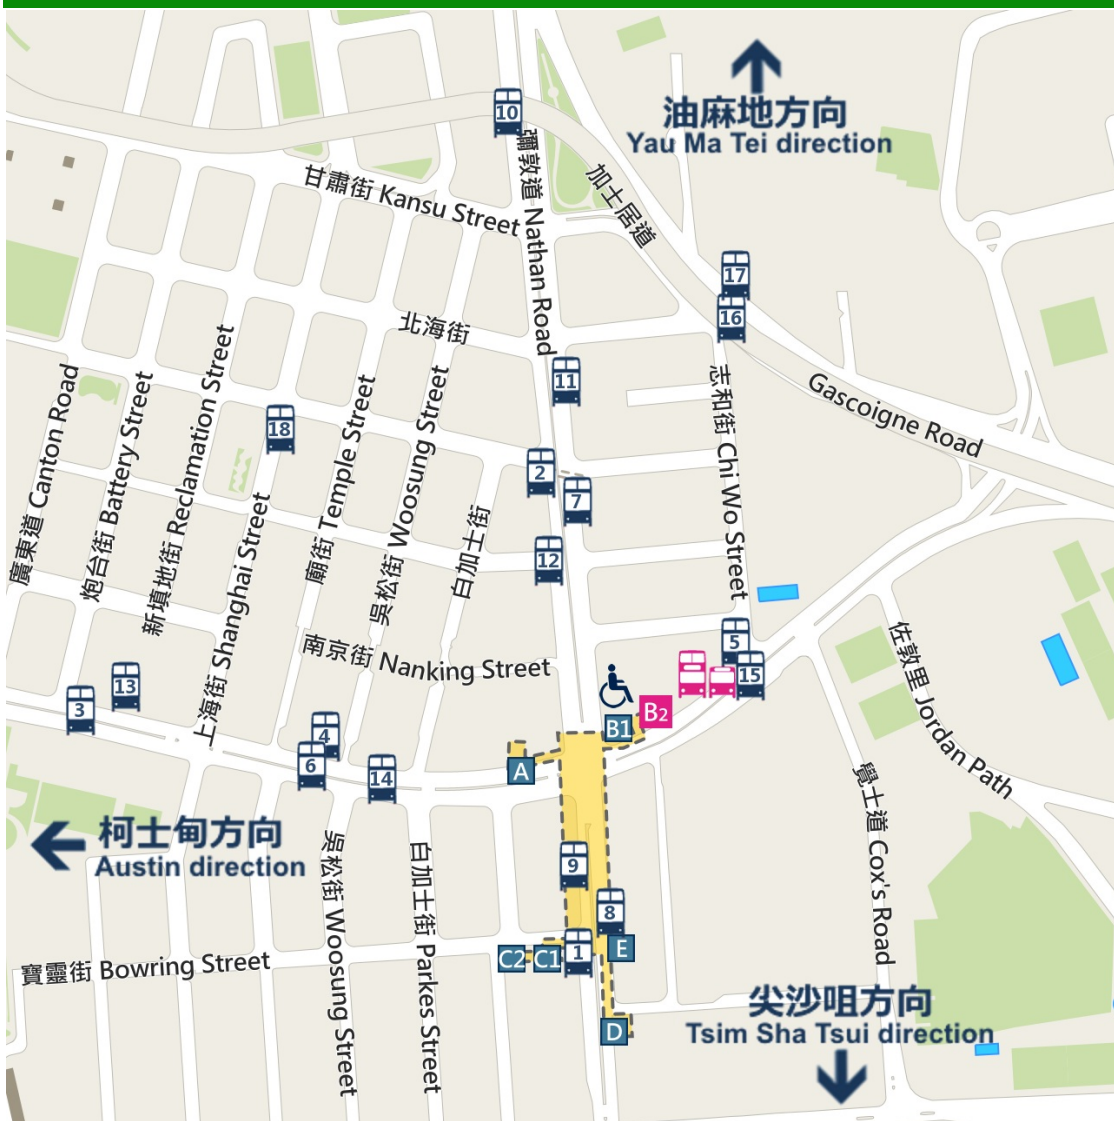 10
油麻地方向
Yau Ma Tei direction
甘肅街 Kansu Street
彌敦道 Nathan Road
加士居道
17
16
北海街
11
志和街 Chi Wo Street
Gascoigne Road
廣東道 Canton Road
炮台街 Battery Street
新填地街 Reclamation Street
18
上海街 Shanghai Street
廟街 Temple Street
吳松街 Woosung Street
白加士街
2
7
12
南京街 Nanking Street
5
15
佐敦里 Jordan Path
3
13
4
6
14
A
B1
B2
覺士道 Cox's Road
柯士甸方向
Austin direction
吳松街 Woosung Street
白加士街 Parkes Street
9
8
寶靈街 Bowring Street
C2
C1
1
E
D
尖沙咀方向
Tsim Sha Tsui direction